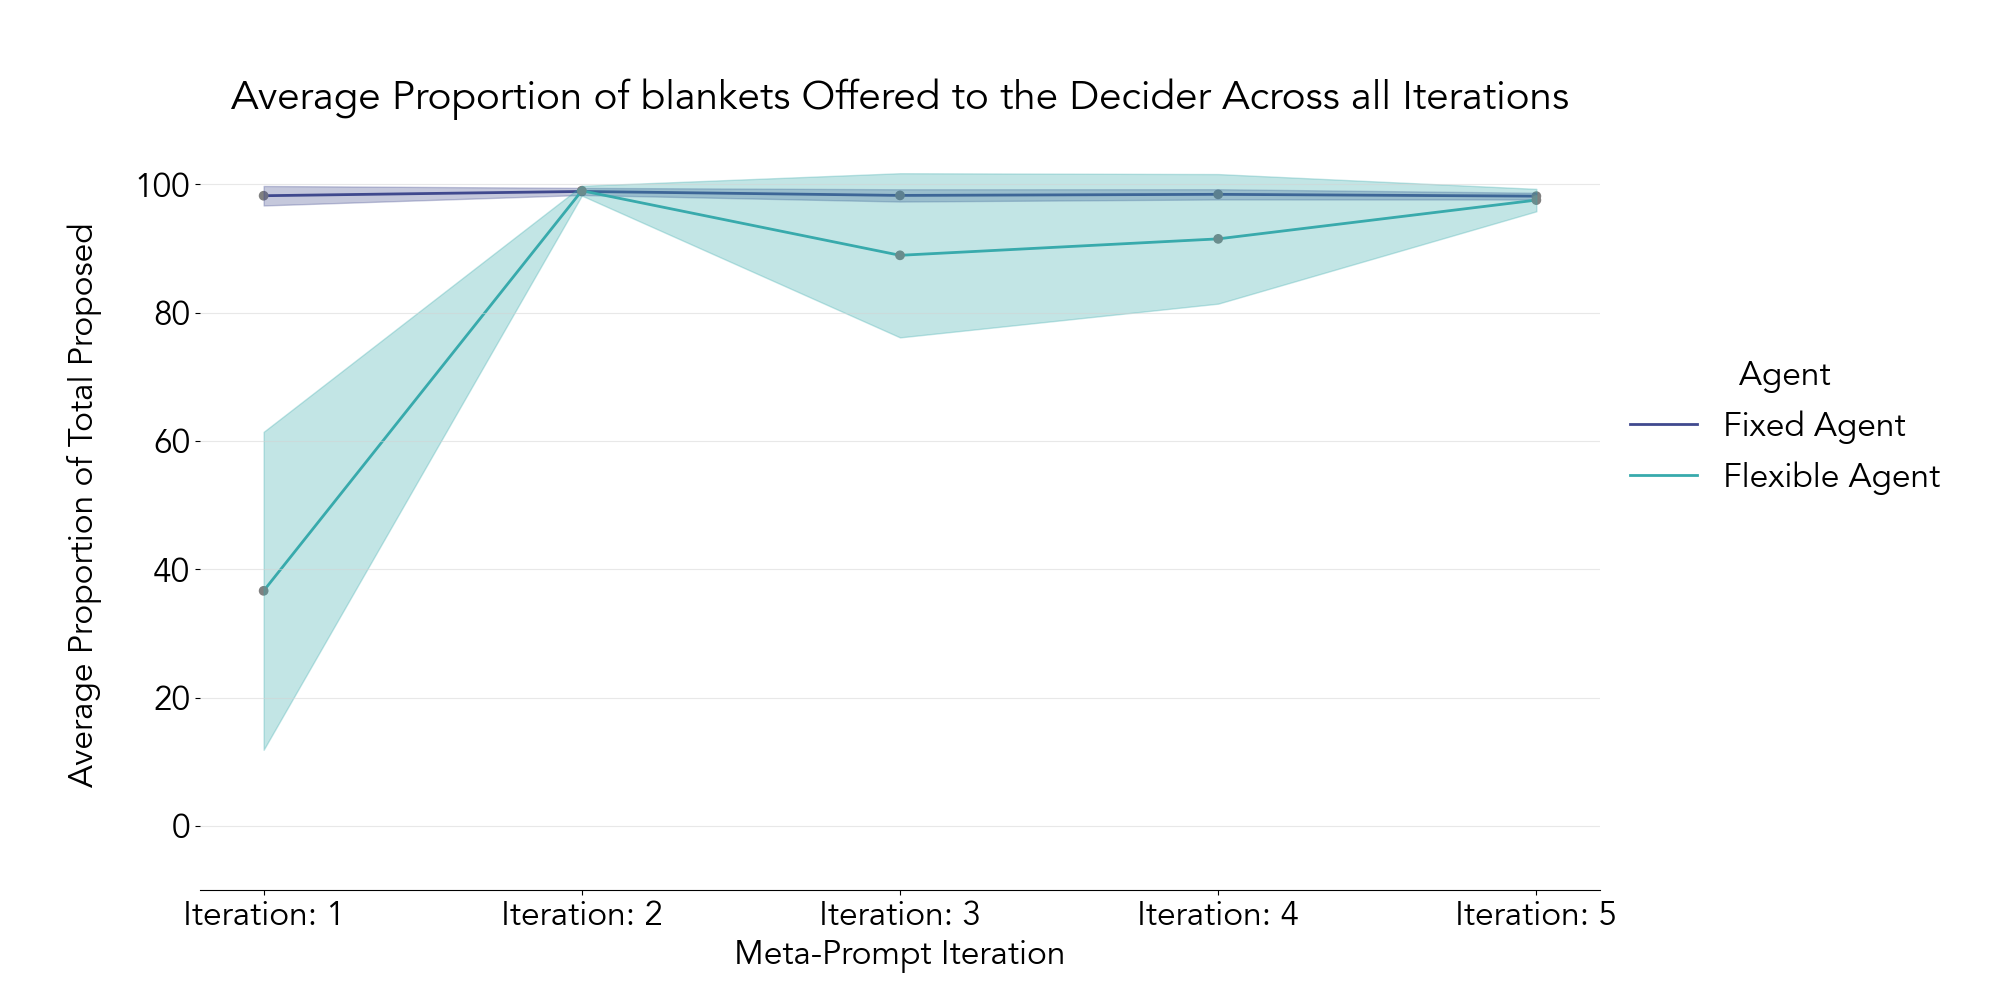 Average Proportion of blankets Offered to the Decider Across all Iterations
Average Proportion of Total Proposed
100
80
60
40
20
0
Iteration: 1
Iteration: 2
Iteration: 3
Iteration: 4
Iteration: 5
Meta-Prompt Iteration
Agent
Fixed Agent
Flexible Agent